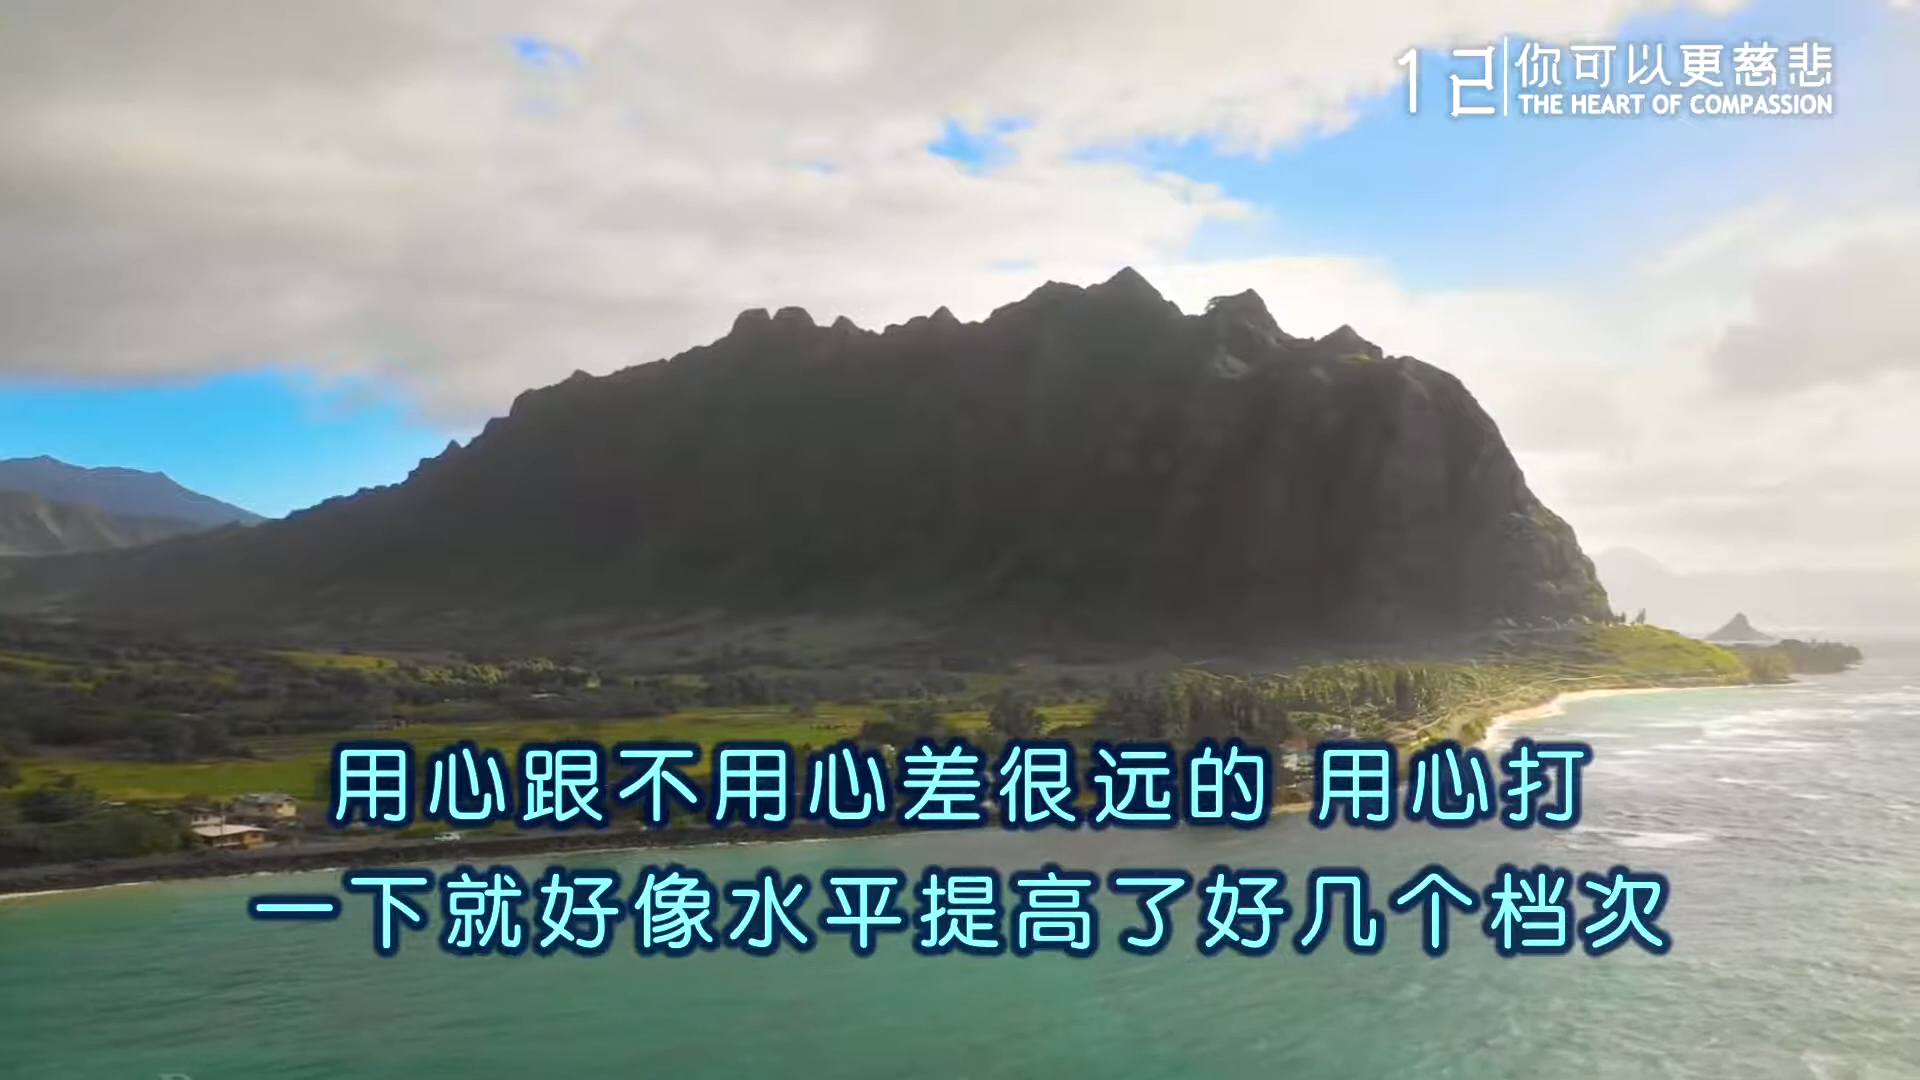 12 你可以更慈悲
THE HEART OF COMPASSION
用心跟不用心差很远的 用心打
一下就好像水平提高了好几个档次